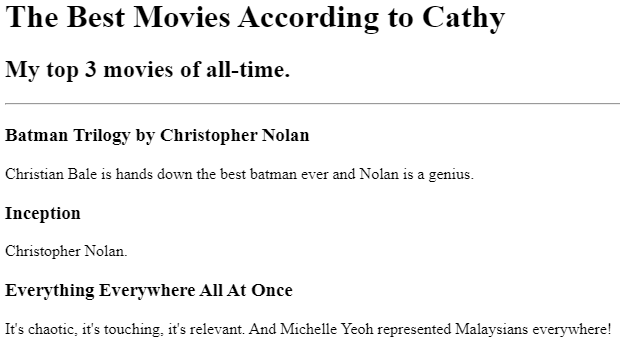 The Best Movies According to Cathy
My top 3 movies of all-time.
Batman Trilogy by Christopher Nolan
Christian Bale is hands down the best batman ever and Nolan is a genius.
Inception
Christopher Nolan.
Everything Everywhere All At Once
It's chaotic, it's touching, it's relevant. And Michelle Yeoh represented Malaysians everywhere!